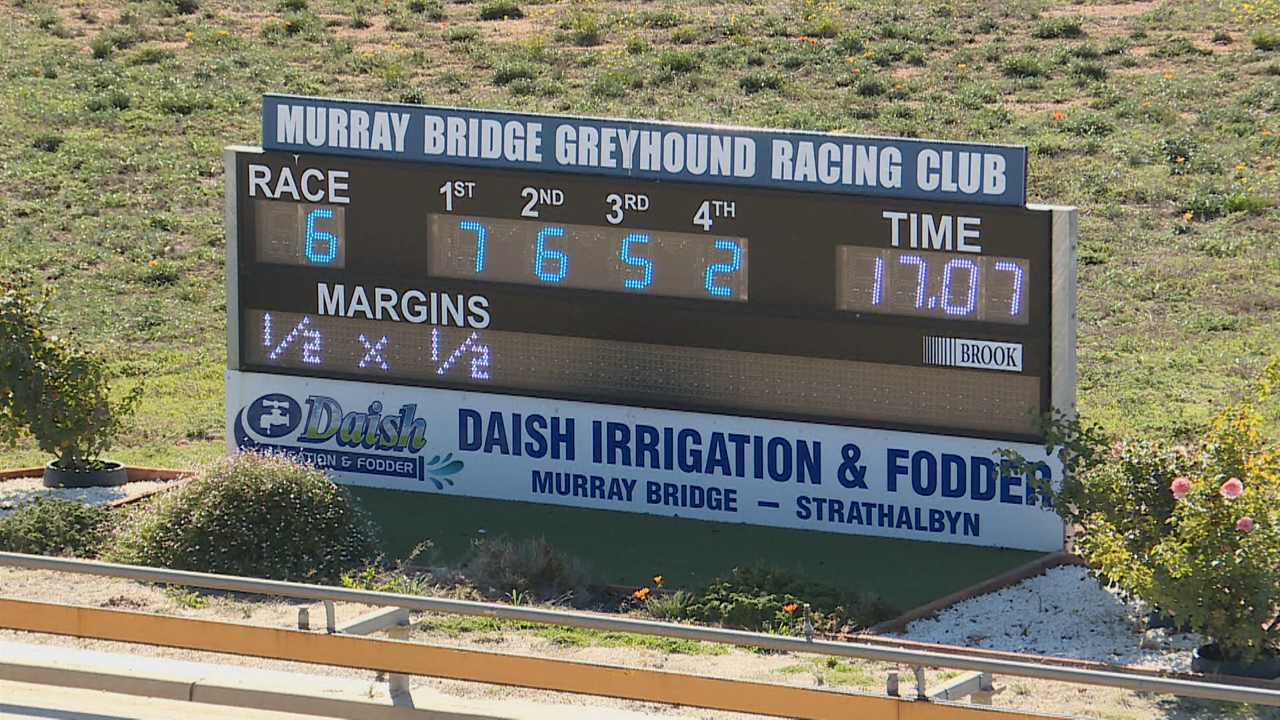 MURRAY BRIDGE GREYHOUND RACING CLUB
RACE 1ST 2ND 3RD 4TH TIME
6 7 6 5 2 17.07
MARGINS
1/2 x 1/2
BROOK
Daish
IRRIGATION & FODDER
DAISH IRRIGATION & FODDER
MURRAY BRIDGE — STRATHALBYN